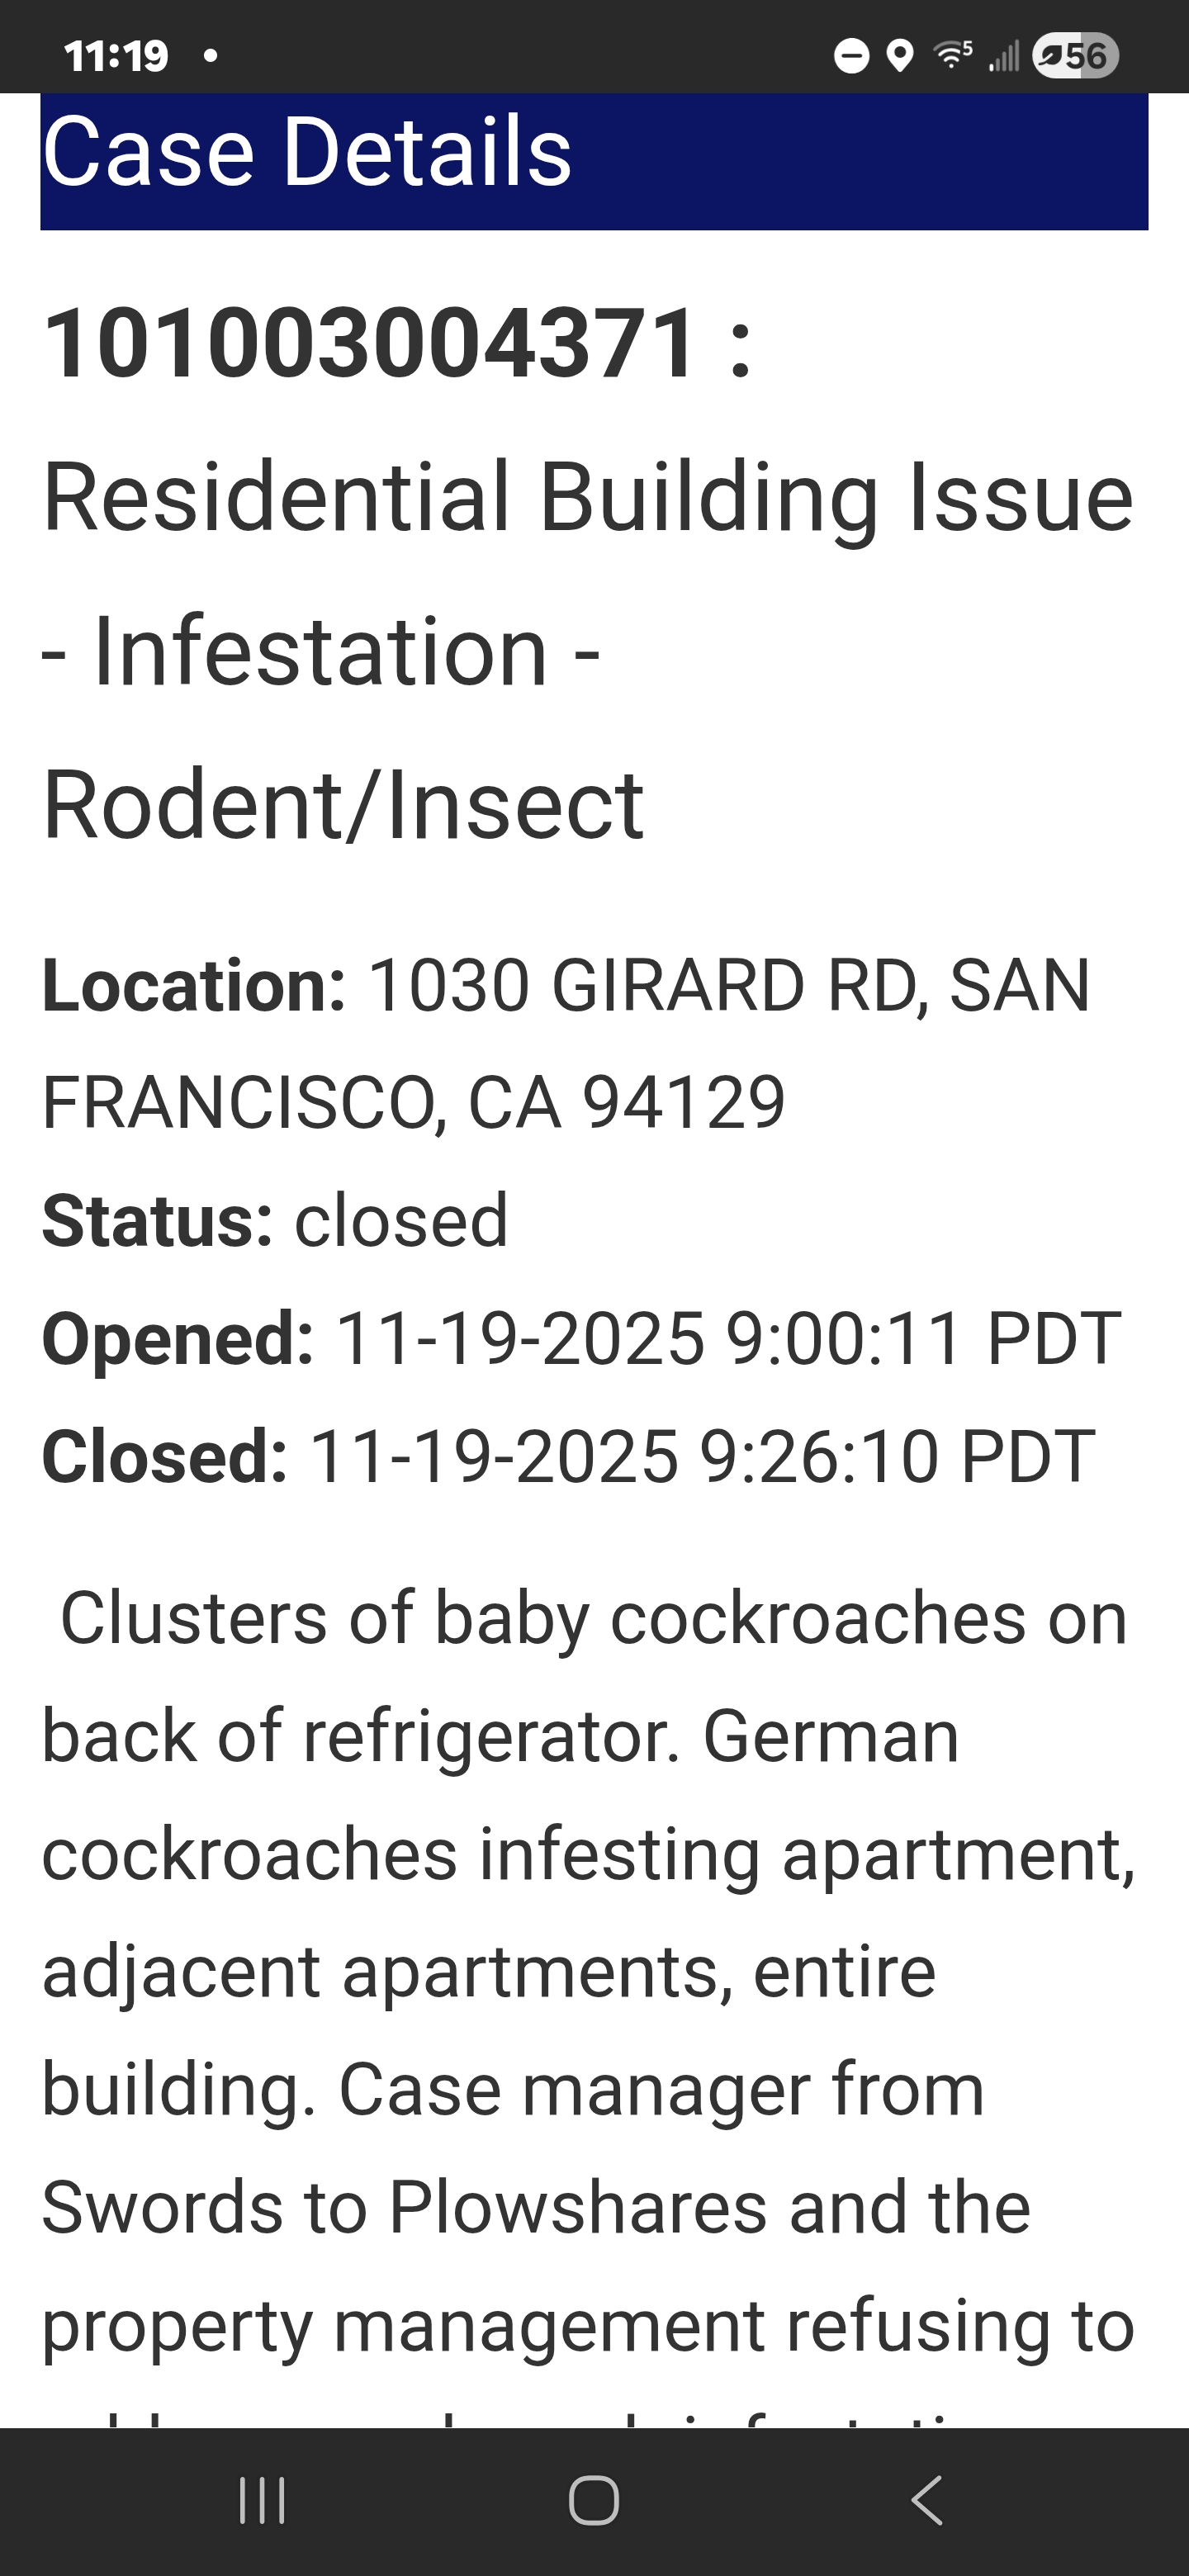 11:19
5
56
Case Details
101003004371 :
Residential Building Issue
- Infestation -
Rodent/Insect
Location: 1030 GIRARD RD, SAN
FRANCISCO, CA 94129
Status: closed
Opened: 11-19-2025 9:00:11 PDT
Closed: 11-19-2025 9:26:10 PDT
Clusters of baby cockroaches on
back of refrigerator. German
cockroaches infesting apartment,
adjacent apartments, entire
building. Case manager from
Swords to Plowshares and the
property management refusing to